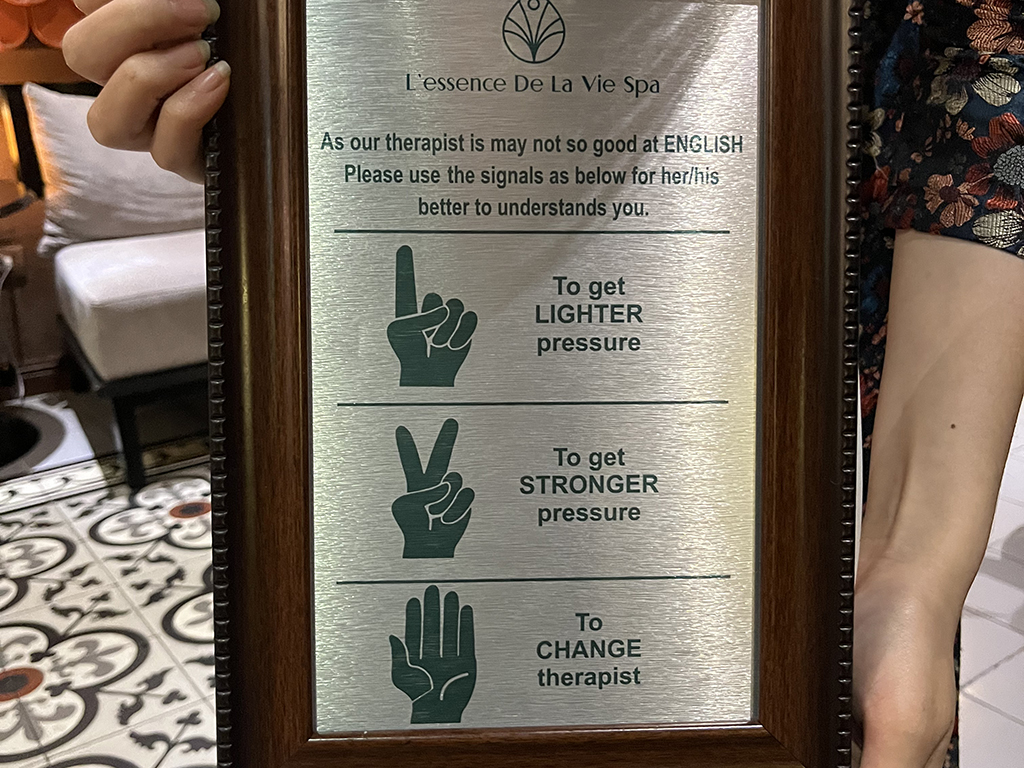 L'essence De La Vie Spa
As our therapist is may not so good at ENGLISH
Please use the signals as below for her/his
better to understands you.
To get
LIGHTER
pressure
To get
STRONGER
pressure
To
CHANGE
therapist